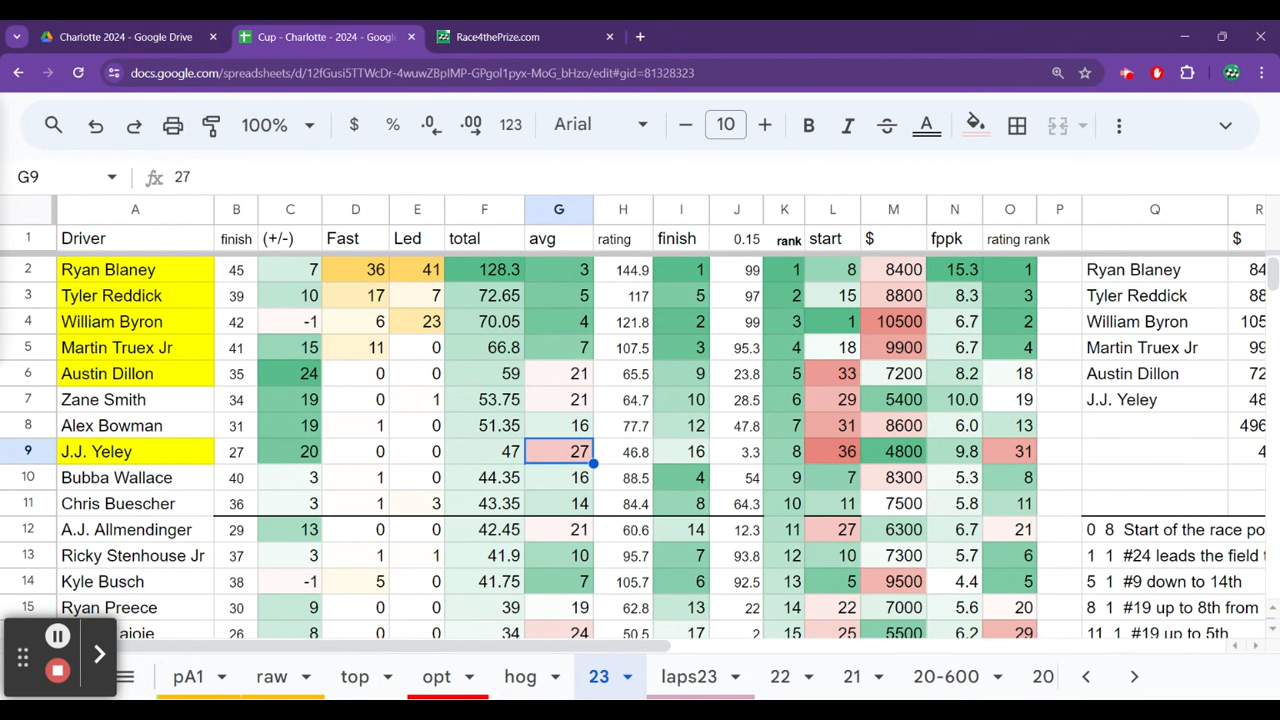 Charlotte 2024 - Google Drive Cup - Charlotte - 2024 - Googl Race4thePrize.com
docs.google.com/spreadsheets/d/12fGusi5TTWcDr-4wuwZBpIMP-GPgol1pyx-MoG_bHzo/edit#gid=81328323
100% $ % .0 .00 123 Arial 10 B I S A
G9 fx 27
A B C D E F G H I J K L M N O P Q R
1 Driver finish (+/-) Fast Led total avg rating finish 0.15 rank start $ fppk rating rank $
2 Ryan Blaney 45 7 36 41 128.3 3 144.9 1 99 1 8 8400 15.3 1 Ryan Blaney 84
3 Tyler Reddick 39 10 17 7 72.65 5 117 5 97 2 15 8800 8.3 3 Tyler Reddick 88
4 William Byron 42 -1 6 23 70.05 4 121.8 2 99 3 1 10500 6.7 2 William Byron 105
5 Martin Truex Jr 41 15 11 0 66.8 7 107.5 3 95.3 4 18 9900 6.7 4 Martin Truex Jr 99
6 Austin Dillon 35 24 0 0 59 21 65.5 9 23.8 5 33 7200 8.2 18 Austin Dillon 72
7 Zane Smith 34 19 0 1 53.75 21 64.7 10 28.5 6 29 5400 10.0 19 J.J. Yeley 48
8 Alex Bowman 31 19 1 0 51.35 16 77.7 12 47.8 7 31 8600 6.0 13 496
9 J.J. Yeley 27 20 0 0 47 27 46.8 16 3.3 8 36 4800 9.8 31 4
10 Bubba Wallace 40 3 1 0 44.35 16 88.5 4 54 9 7 8300 5.3 8
11 Chris Buescher 36 3 1 3 43.35 14 84.4 8 64.3 10 11 7500 5.8 11
12 A.J. Allmendinger 29 13 0 0 42.45 21 60.6 14 12.3 11 27 6300 6.7 21 0 8 Start of the race po
13 Ricky Stenhouse Jr 37 3 1 1 41.9 10 95.7 7 93.8 12 10 7300 5.7 6 1 1 #24 leads the field t
14 Kyle Busch 38 -1 5 0 41.75 7 105.7 6 92.5 13 5 9500 4.4 5 5 1 #9 down to 14th
15 Ryan Preece 30 9 0 0 39 19 62.8 13 22 14 22 7000 5.6 20 8 1 #19 up to 8th from
ajoie 26 8 0 0 34 24 50.5 17 2 15 25 5500 6.2 29 11 1 #19 up to 5th
pA1 raw top opt hog 23 laps23 22 21 20-600 20